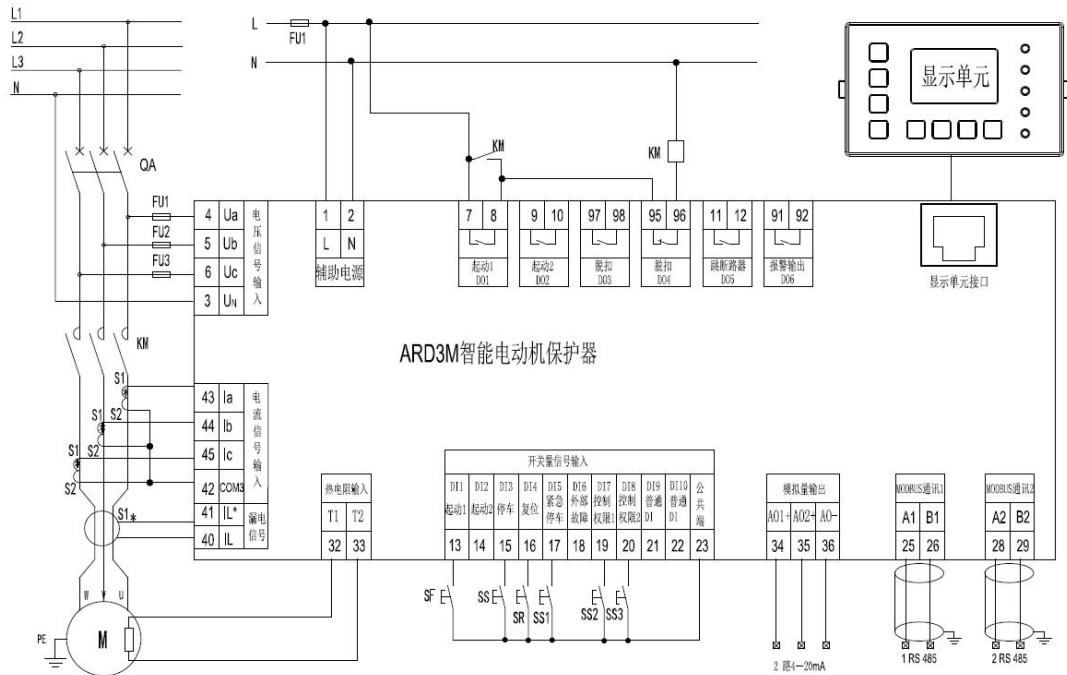 L1
L2
L3
N
L
FU1
N
显示单元
QA
KM
KM
FU1
FU2
FU3
4 Ua
5 Ub
6 Uc
3 UN
电压信号输入
1 2
L N
辅助电源
7 8
起动1
DO1
9 10
起动2
DO2
97 98
脱扣
DO3
95 96
脱扣
DO4
11 12
跳断路器
DO5
91 92
报警输出
DO6
显示单元接口
KM
ARD3M智能电动机保护器
S1
S2
S1
S2
S1
S2
S1*
43 Ia
44 Ib
45 Ic
42 COM3
电流信号输入
41 IL*
40 IL
漏电信号
热电阻输入
T1 T2
32 33
开关量信号输入
DI1 起动1
DI2 起动2
DI3 停车
DI4 复位
DI5 紧急停车
DI6 外部故障
DI7 控制权限1
DI8 控制权限2
DI9 普通DI
DI10 普通DI
公共端
13 14 15 16 17 18 19 20 21 22 23
模拟量输出
AO1+ AO2+ AO-
34 35 36
MODBUS通讯1
A1 B1
25 26
MODBUS通讯2
A2 B2
28 29
SF
SS
SR
SS1
SS2
SS3
W V U
PE
M
2 路4—20mA
1 RS 485
2 RS 485